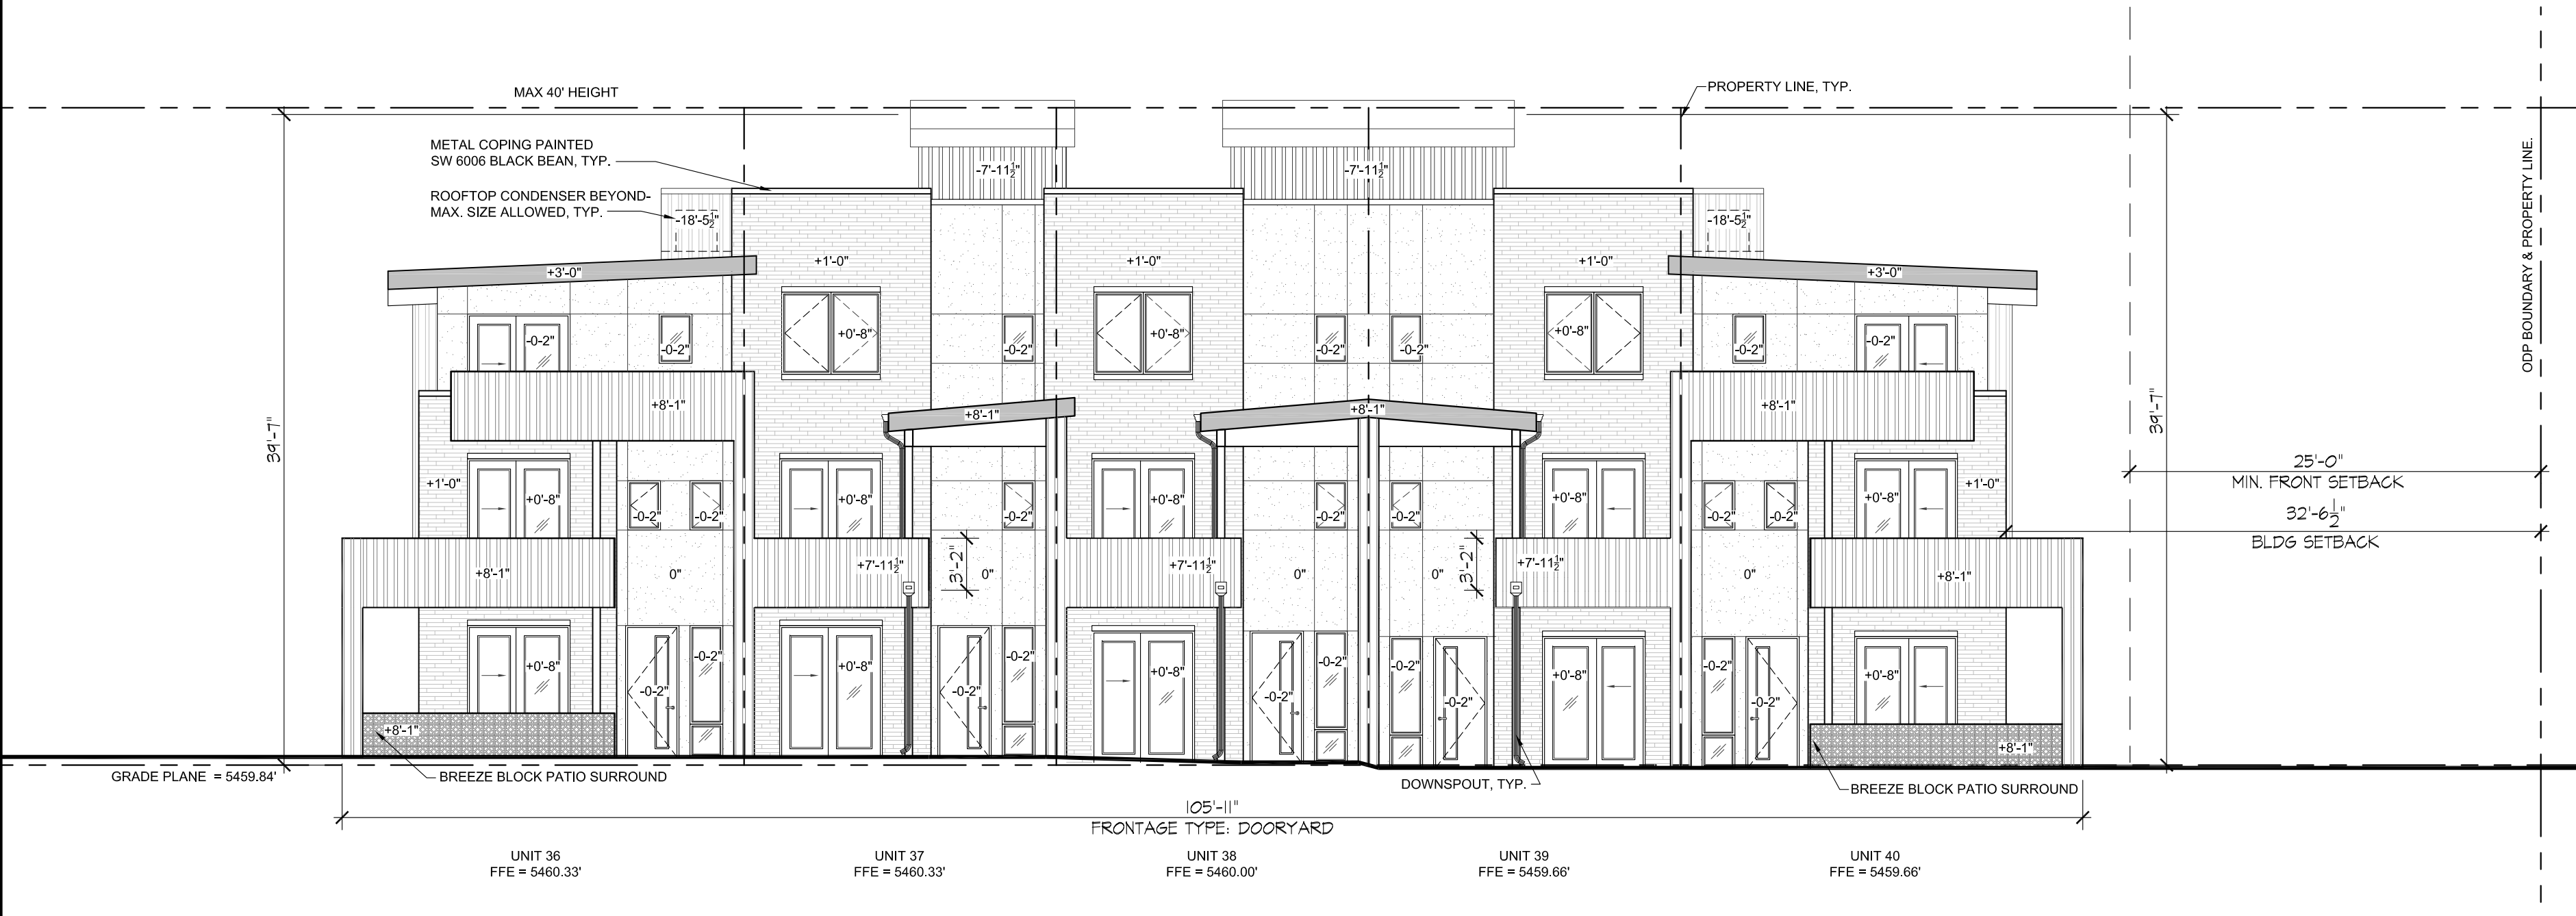 MAX 40' HEIGHT
PROPERTY LINE, TYP.
METAL COPING PAINTED
SW 6006 BLACK BEAN, TYP.
ROOFTOP CONDENSER BEYOND-
MAX. SIZE ALLOWED, TYP.
-7'-11½"
-7'-11½"
-18'-5½"
-18'-5½"
ODP BOUNDARY & PROPERTY LINE.
+3'-0"
+1'-0"
+1'-0"
+1'-0"
+3'-0"
-0-2"
-0-2"
+0'-8"
-0-2"
+0'-8"
-0-2"
-0-2"
+0'-8"
-0-2"
-0-2"
+8'-1"
+8'-1"
+8'-1"
+8'-1"
39'-7"
39'-7"
25'-0"
MIN. FRONT SETBACK
32'-6½"
BLDG SETBACK
+1'-0"
+0'-8"
-0-2"
-0-2"
+0'-8"
-0-2"
+0'-8"
-0-2"
-0-2"
+0'-8"
-0-2"
-0-2"
+0'-8"
+1'-0"
+8'-1"
0"
+7'-11½"
3'-2"
0"
+7'-11½"
0"
0"
3'-2"
+7'-11½"
0"
+8'-1"
+0'-8"
-0-2"
-0-2"
+0'-8"
-0-2"
-0-2"
+0'-8"
-0-2"
-0-2"
-0-2"
-0-2"
+0'-8"
-0-2"
-0-2"
+0'-8"
+8'-1"
+8'-1"
GRADE PLANE = 5459.84'
BREEZE BLOCK PATIO SURROUND
DOWNSPOUT, TYP.
BREEZE BLOCK PATIO SURROUND
105'-11"
FRONTAGE TYPE: DOORYARD
UNIT 36
FFE = 5460.33'
UNIT 37
FFE = 5460.33'
UNIT 38
FFE = 5460.00'
UNIT 39
FFE = 5459.66'
UNIT 40
FFE = 5459.66'